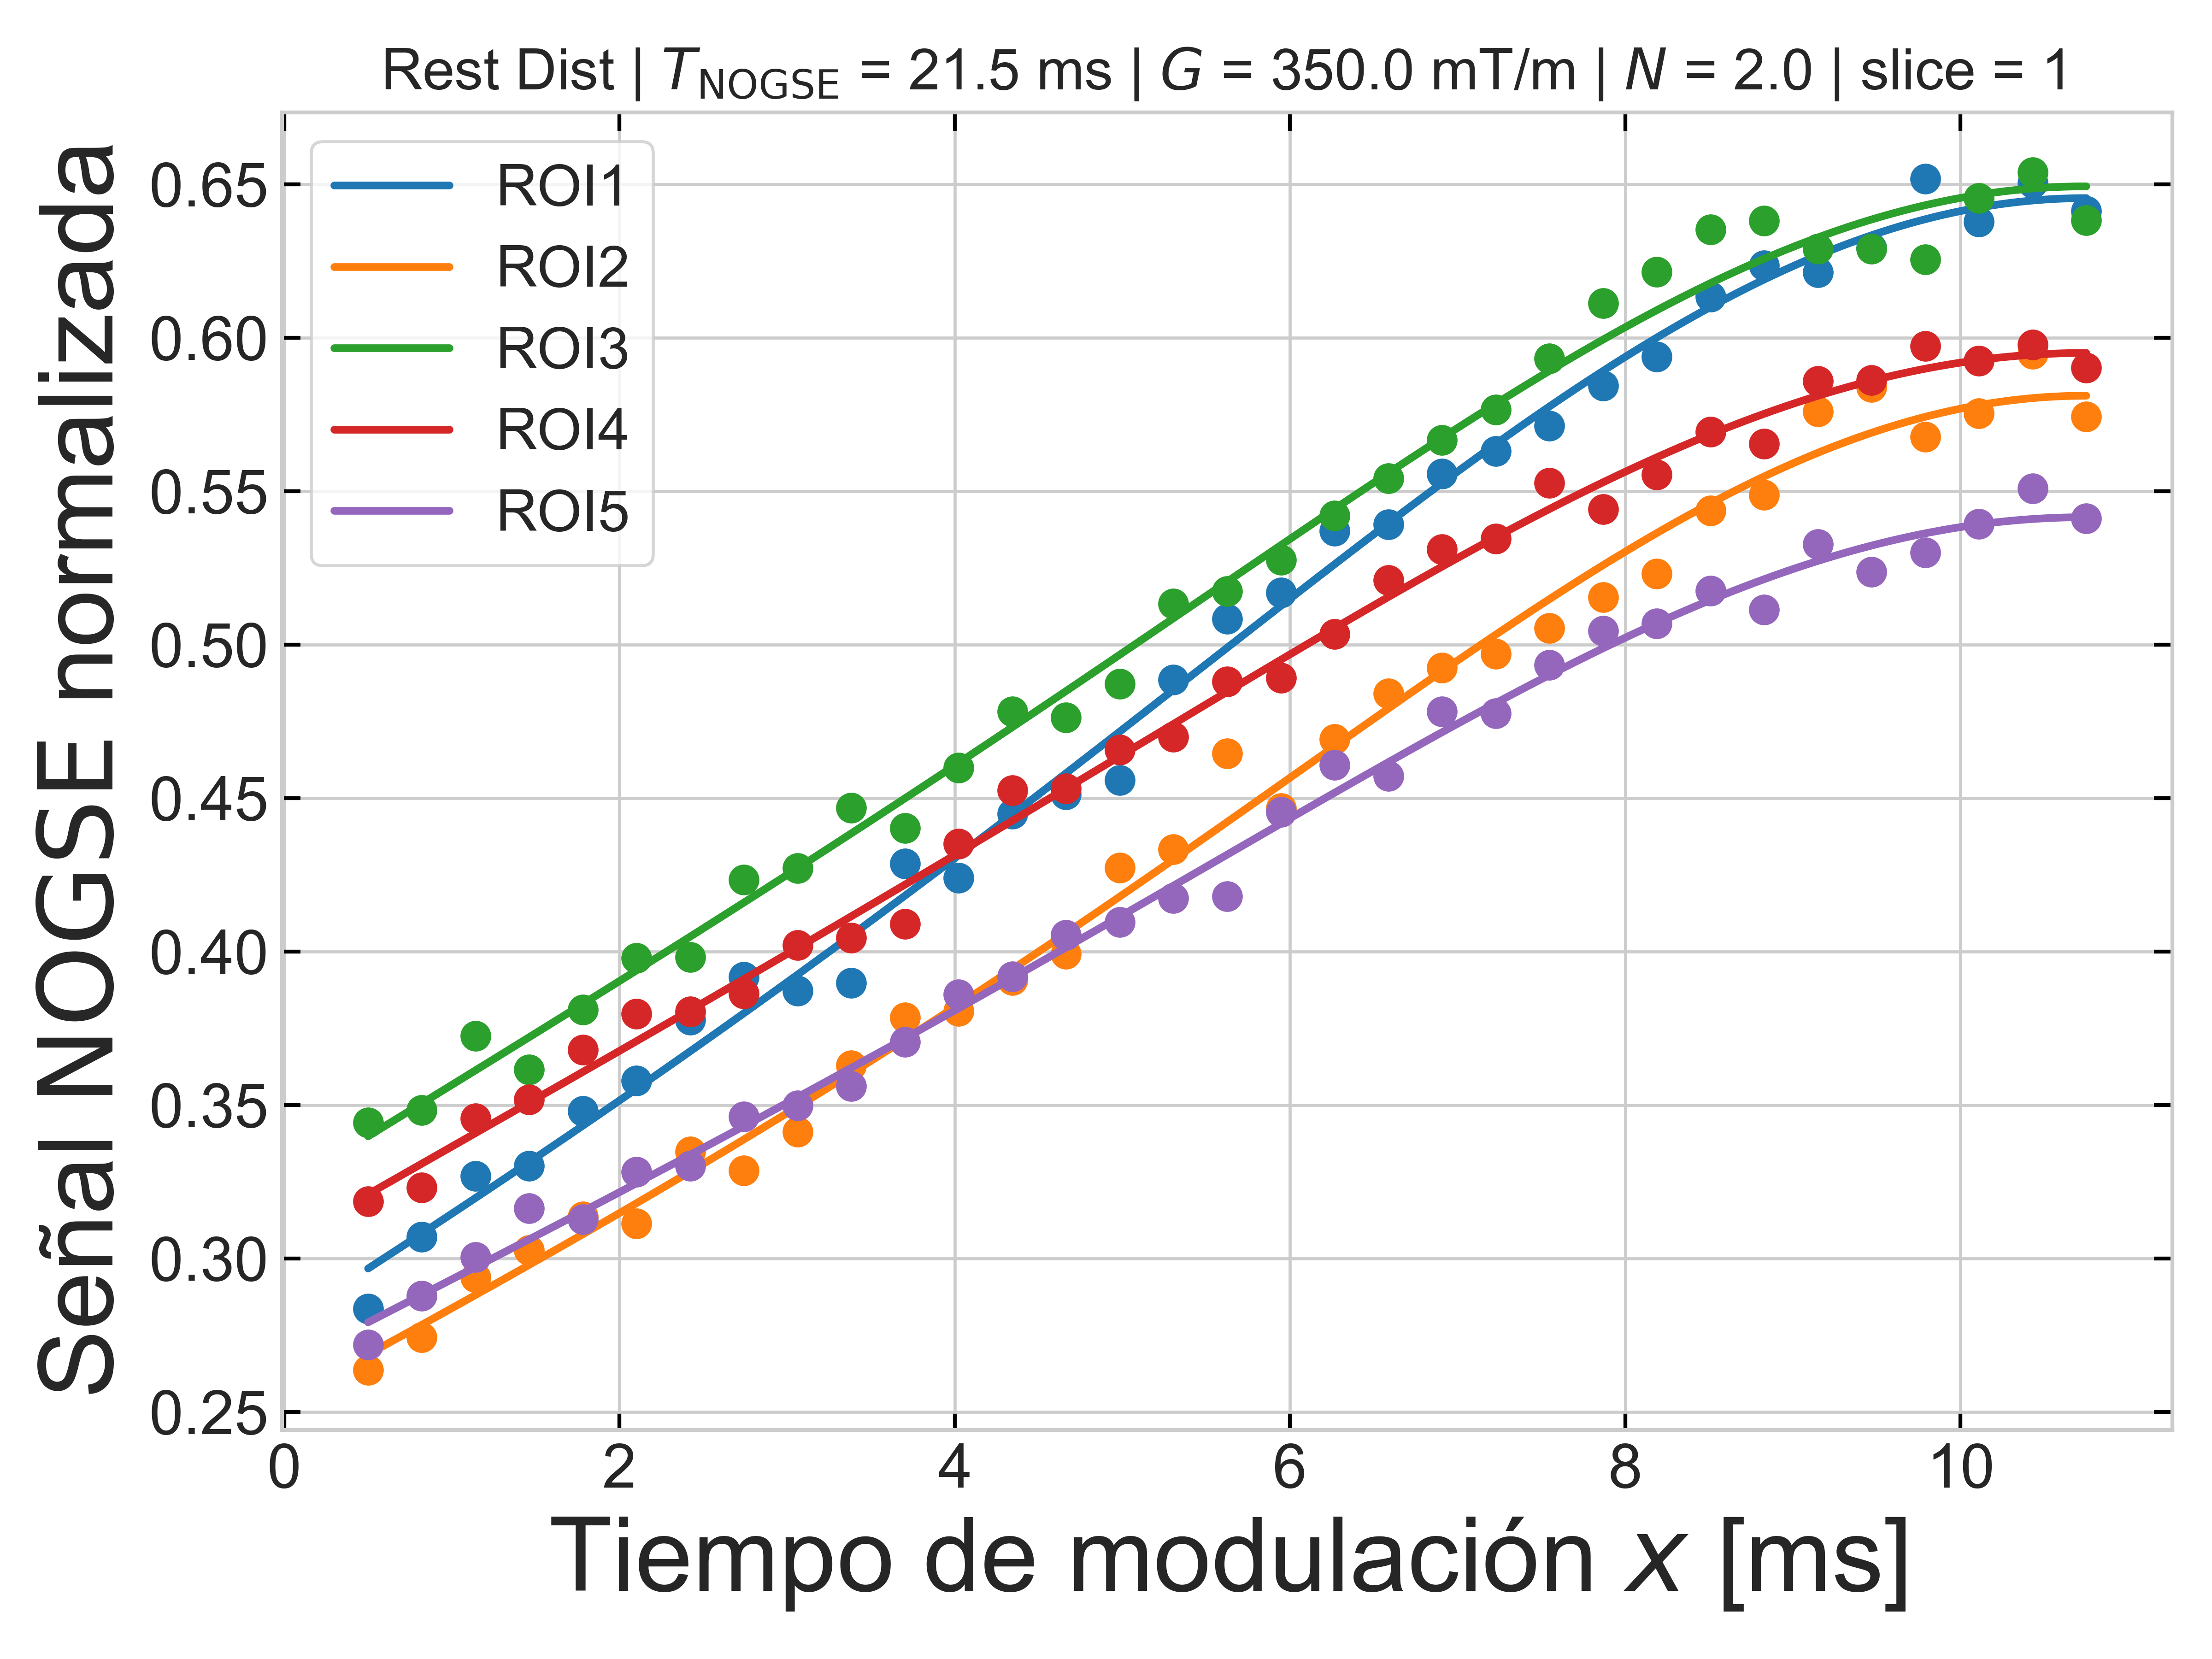 Rest Dist | T_NOGSE = 21.5 ms | G = 350.0 mT/m | N = 2.0 | slice = 1
Señal NOGSE normalizada
0.65
0.60
0.55
0.50
0.45
0.40
0.35
0.30
0.25
ROI1
ROI2
ROI3
ROI4
ROI5
0 2 4 6 8 10
Tiempo de modulación x [ms]